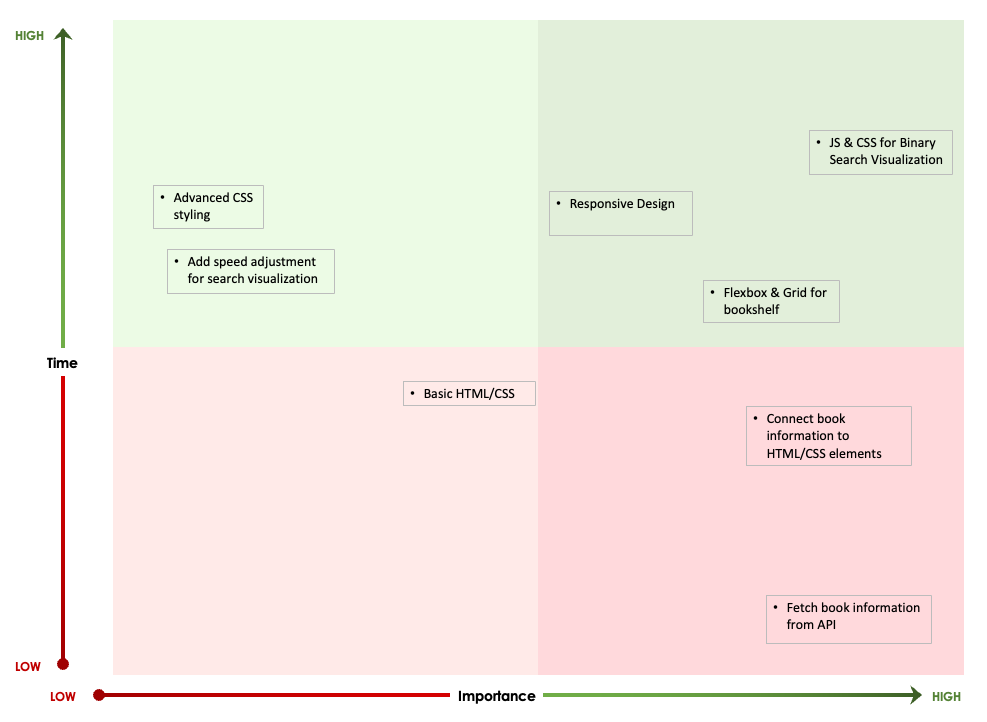 HIGH
• JS & CSS for Binary
Search Visualization
• Advanced CSS
styling
• Responsive Design
• Add speed adjustment
for search visualization
• Flexbox & Grid for
bookshelf
Time
• Basic HTML/CSS
• Connect book
information to
HTML/CSS elements
• Fetch book information
from API
LOW
LOW
Importance
HIGH